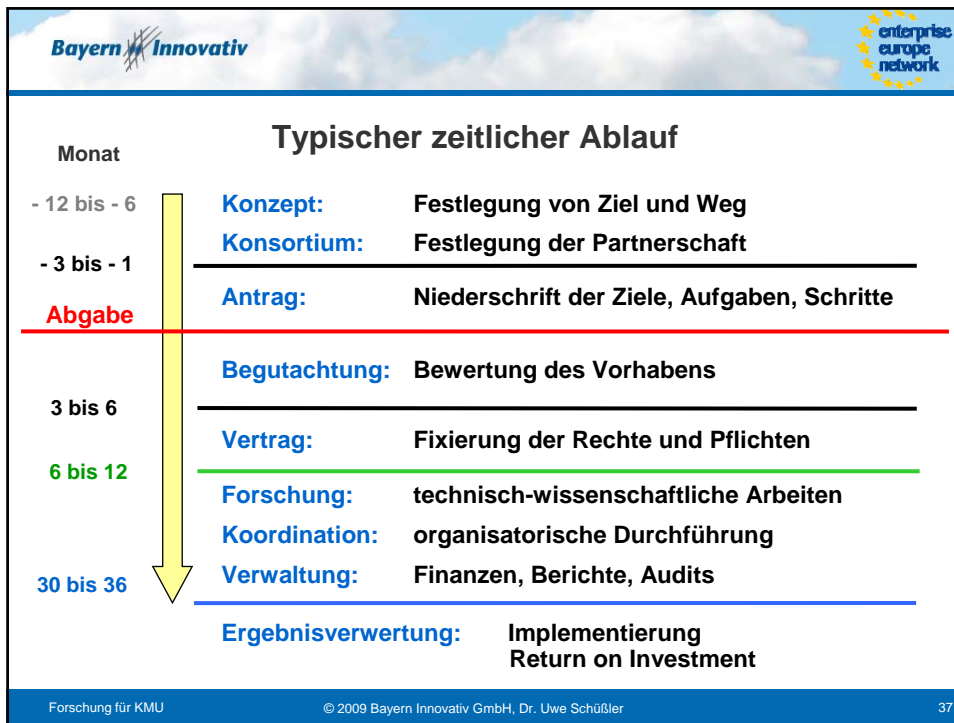 Bayern Innovativ
enterprise
europe
network
Typischer zeitlicher Ablauf
Monat
- 12 bis - 6
Konzept: Festlegung von Ziel und Weg
Konsortium: Festlegung der Partnerschaft
- 3 bis - 1
Antrag: Niederschrift der Ziele, Aufgaben, Schritte
Abgabe
Begutachtung: Bewertung des Vorhabens
3 bis 6
Vertrag: Fixierung der Rechte und Pflichten
6 bis 12
Forschung: technisch-wissenschaftliche Arbeiten
Koordination: organisatorische Durchführung
Verwaltung: Finanzen, Berichte, Audits
30 bis 36
Ergebnisverwertung: Implementierung
Return on Investment
Forschung für KMU © 2009 Bayern Innovativ GmbH, Dr. Uwe Schüßler 37